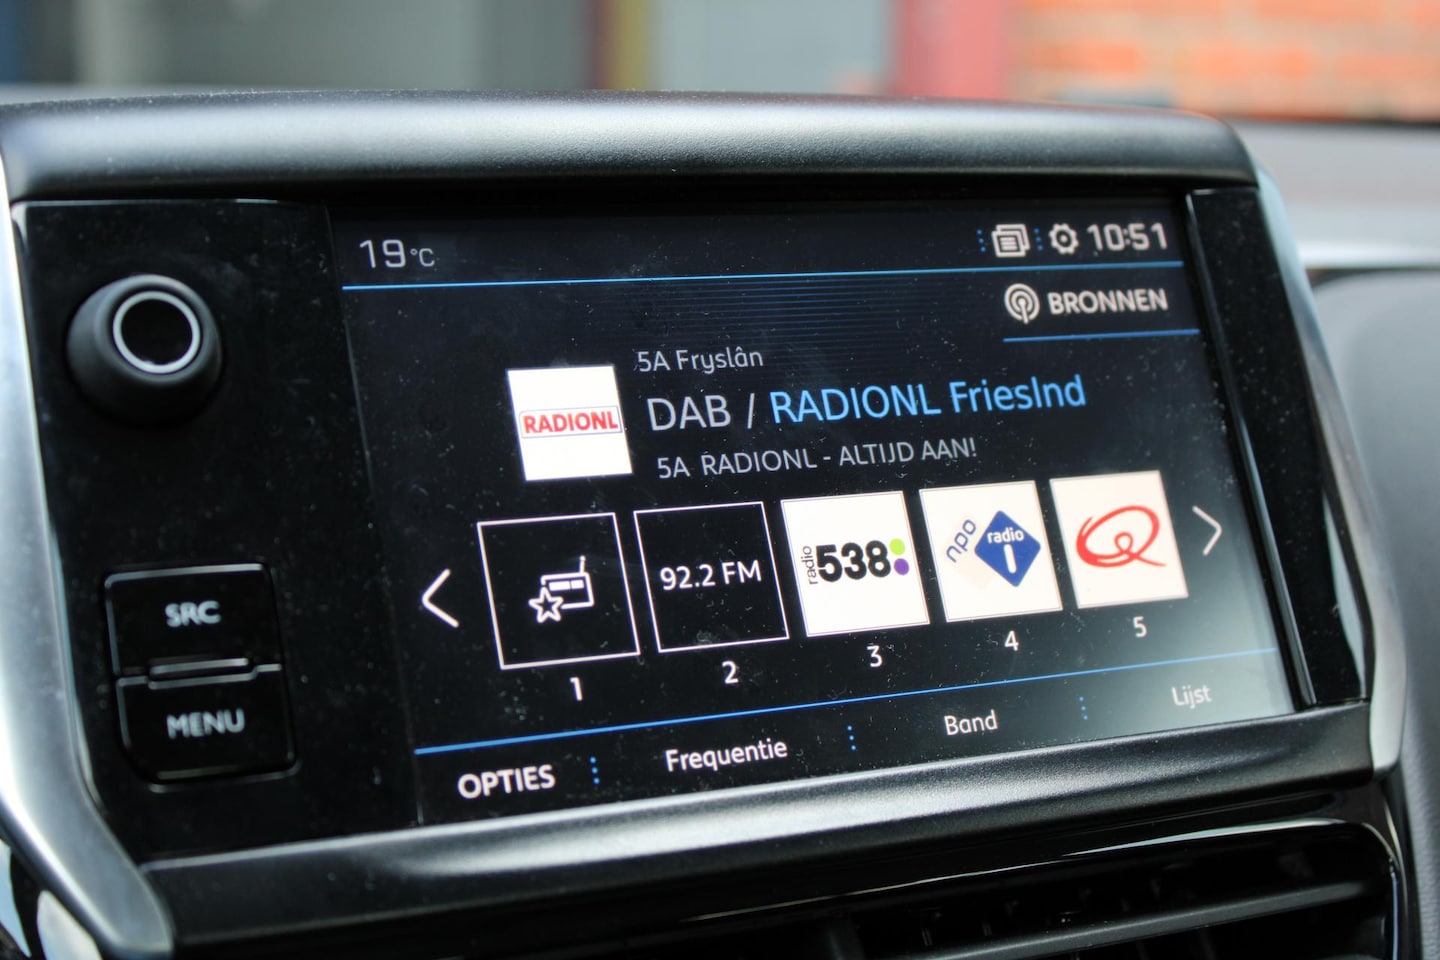 19 °C
10:51
BRONNEN
5A Fryslân
RADIONL
DAB / RADIONL Frieslnd
5A RADIONL - ALTIJD AAN!
SRC
MENU
92.2 FM
radio 538
npo radio 1
Q
1 2 3 4 5
OPTIES Frequentie Band Lijst